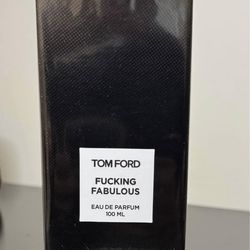 TOM FORD
FUCKING
FABULOUS
EAU DE PARFUM
100 ML